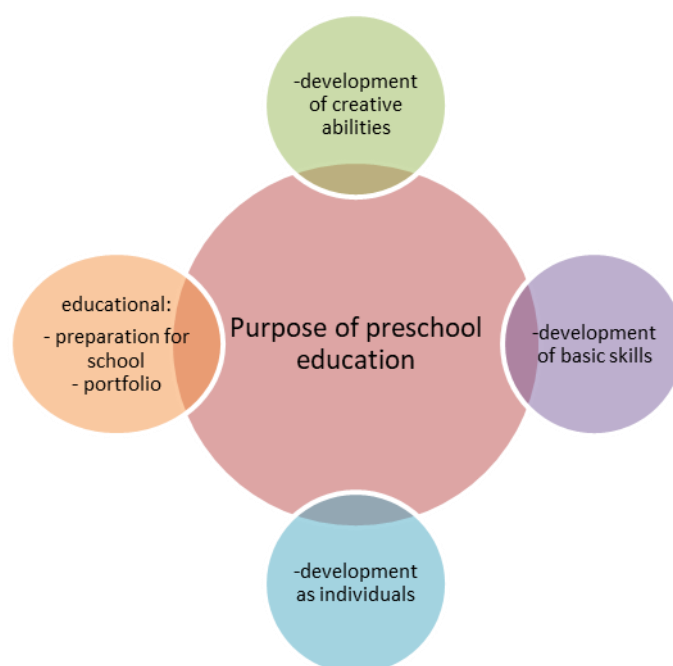 -development
of creative
abilities
educational:
- preparation for
school
- portfolio
Purpose of preschool
education
-development
of basic skills
-development
as individuals